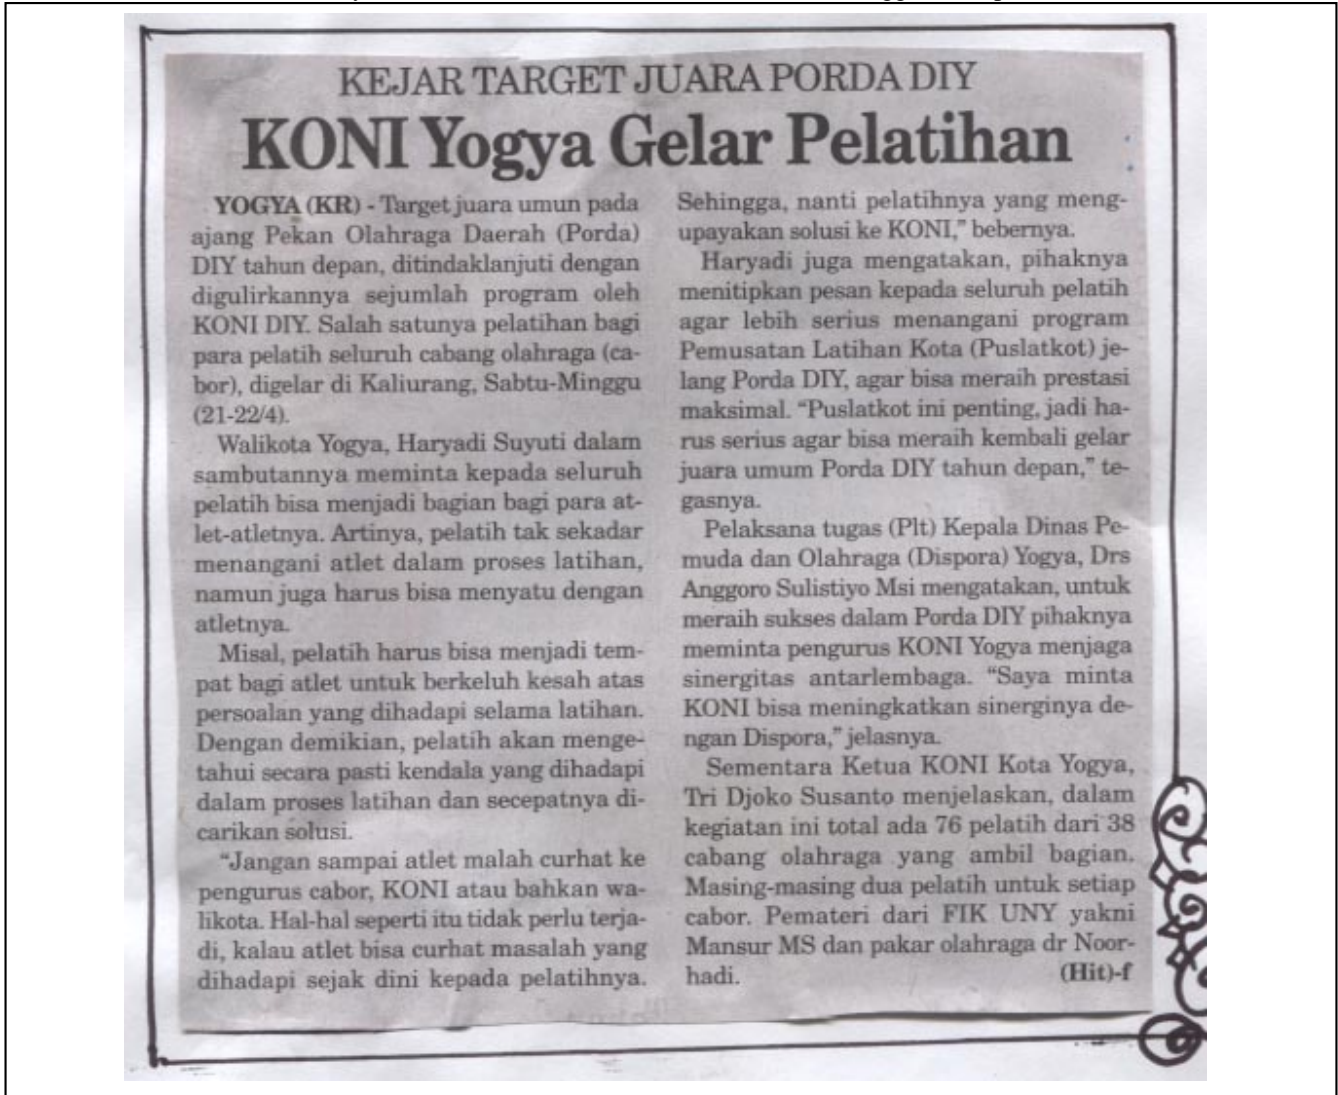 KEJAR TARGET JUARA PORDA DIY
KONI Yogya Gelar Pelatihan
YOGYA (KR) - Target juara umun pada
ajang Pekan Olahraga Daerah (Porda)
DIY tahun depan, ditindaklanjuti dengan
digulirkannya sejumlah program oleh
KONI DIY. Salah satunya pelatihan bagi
para pelatih seluruh cabang olahraga (ca-
bor), digelar di Kaliurang, Sabtu-Minggu
(21-22/4).
Walikota Yogya, Haryadi Suyuti dalam
sambutannya meminta kepada seluruh
pelatih bisa menjadi bagian bagi para at-
let-atletnya. Artinya, pelatih tak sekadar
menangani atlet dalam proses latihan,
namun juga harus bisa menyatu dengan
atletnya.
Misal, pelatih harus bisa menjadi tem-
pat bagi atlet untuk berkeluh kesah atas
persoalan yang dihadapi selama latihan.
Dengan demikian, pelatih akan menge-
tahui secara pasti kendala yang dihadapi
dalam proses latihan dan secepatnya di-
carikan solusi.
"Jangan sampai atlet malah curhat ke
pengurus cabor, KONI atau bahkan wa-
likota. Hal-hal seperti itu tidak perlu terja-
di, kalau atlet bisa curhat masalah yang
dihadapi sejak dini kepada pelatihnya.
Sehingga, nanti pelatihnya yang meng-
upayakan solusi ke KONI," bebernya.
Haryadi juga mengatakan, pihaknya
menitipkan pesan kepada seluruh pelatih
agar lebih serius menangani program
Pemusatan Latihan Kota (Puslatkot) je-
lang Porda DIY, agar bisa meraih prestasi
maksimal. "Puslatkot ini penting, jadi ha-
rus serius agar bisa meraih kembali gelar
juara umum Porda DIY tahun depan," te-
gasnya.
Pelaksana tugas (Plt) Kepala Dinas Pe-
muda dan Olahraga (Dispora) Yogya, Drs
Anggoro Sulistiyo Msi mengatakan, untuk
meraih sukses dalam Porda DIY pihaknya
meminta pengurus KONI Yogya menjaga
sinergitas antarlembaga. "Saya minta
KONI bisa meningkatkan sinerginya de-
ngan Dispora," jelasnya.
Sementara Ketua KONI Kota Yogya,
Tri Djoko Susanto menjelaskan, dalam
kegiatan ini total ada 76 pelatih dari 38
cabang olahraga yang ambil bagian.
Masing-masing dua pelatih untuk setiap
cabor. Pemateri dari FIK UNY yakni
Mansur MS dan pakar olahraga dr Noor-
hadi. (Hit)-f